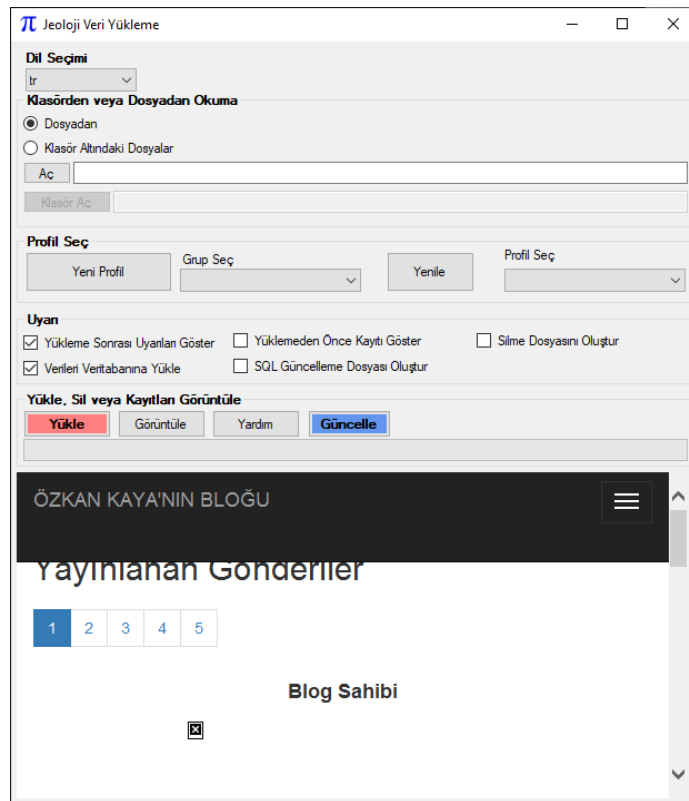 π Jeoloji Veri Yükleme
Dil Seçimi
tr
Klasörden veya Dosyadan Okuma
Dosyadan
Klasör Altındaki Dosyalar
Aç
Klasör Aç
Profil Seç
Yeni Profil
Grup Seç
Yenile
Profil Seç
Uyarı
Yükleme Sonrası Uyarıları Göster
Yüklemeden Önce Kayıtı Göster
Silme Dosyasını Oluştur
Verileri Veritabanına Yükle
SQL Güncelleme Dosyası Oluştur
Yükle, Sil veya Kayıtları Görüntüle
Yükle
Görüntüle
Yardım
Güncelle
ÖZKAN KAYA'NIN BLOĞU
Yayınlanan Gönderiler
1 2 3 4 5
Blog Sahibi